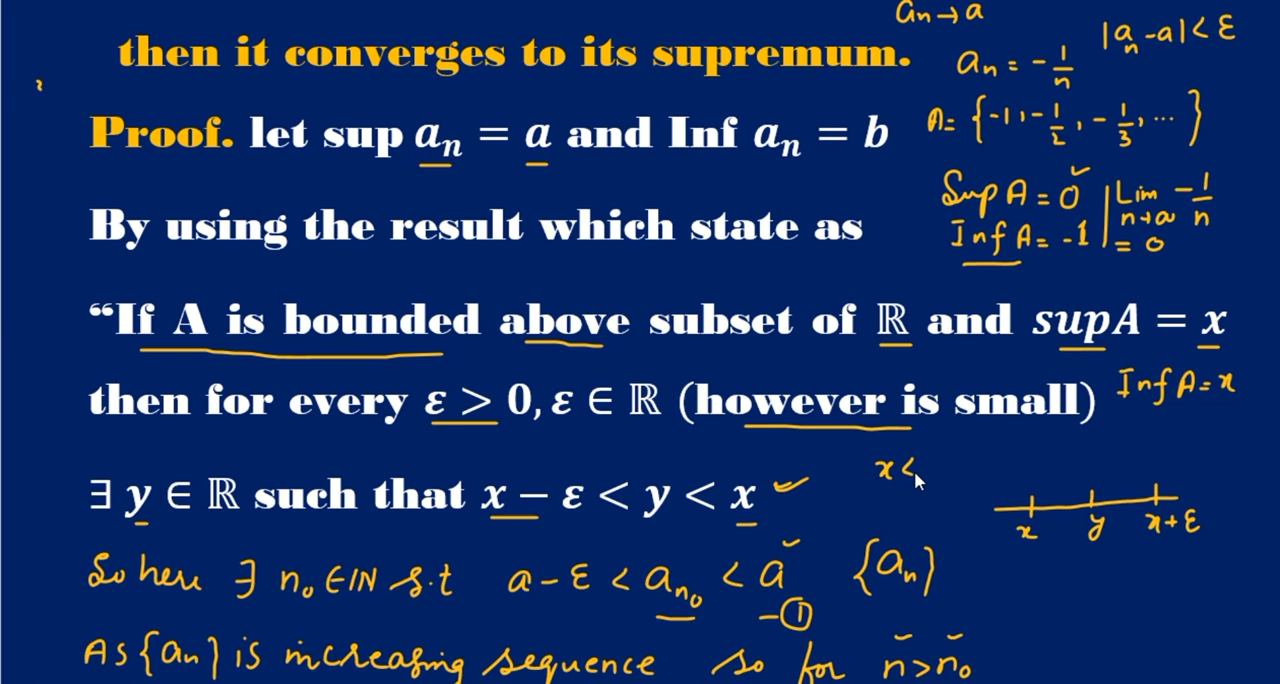 then it converges to its supremum.
Proof. let sup aₙ = a and Inf aₙ = b
By using the result which state as
“If A is bounded above subset of ℝ and supA = x
then for every ε > 0, ε ∈ ℝ (however is small)
∃ y ∈ ℝ such that x − ε < y < x
So here ∃ n₀ ∈ IN s.t a - ε < aₙ₀ < a {aₙ}
-①
As {aₙ} is increasing sequence so for n > n₀
aₙ → a
|aₙ - a| < ε
aₙ = - 1/n
A = { -1, -1/2, -1/3, ... }
Sup A = 0
Inf A = -1
Lim n→∞ -1/n
= 0
Inf A = x
x <
x y x+ε